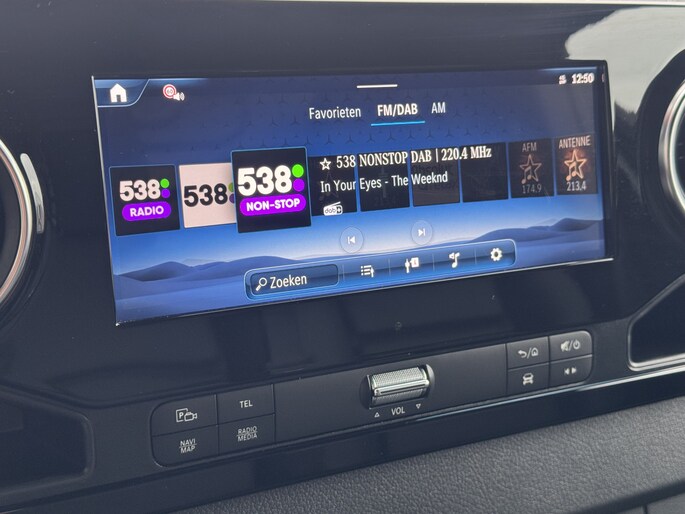 12:50
Favorieten FM/DAB AM
538
RADIO
538
538
NON-STOP
538 NONSTOP DAB | 220.4 MHz
In Your Eyes - The Weeknd
dab
AFM
174.9
ANTENNE
213.4
Zoeken
P
TEL
NAVI
MAP
RADIO
MEDIA
VOL